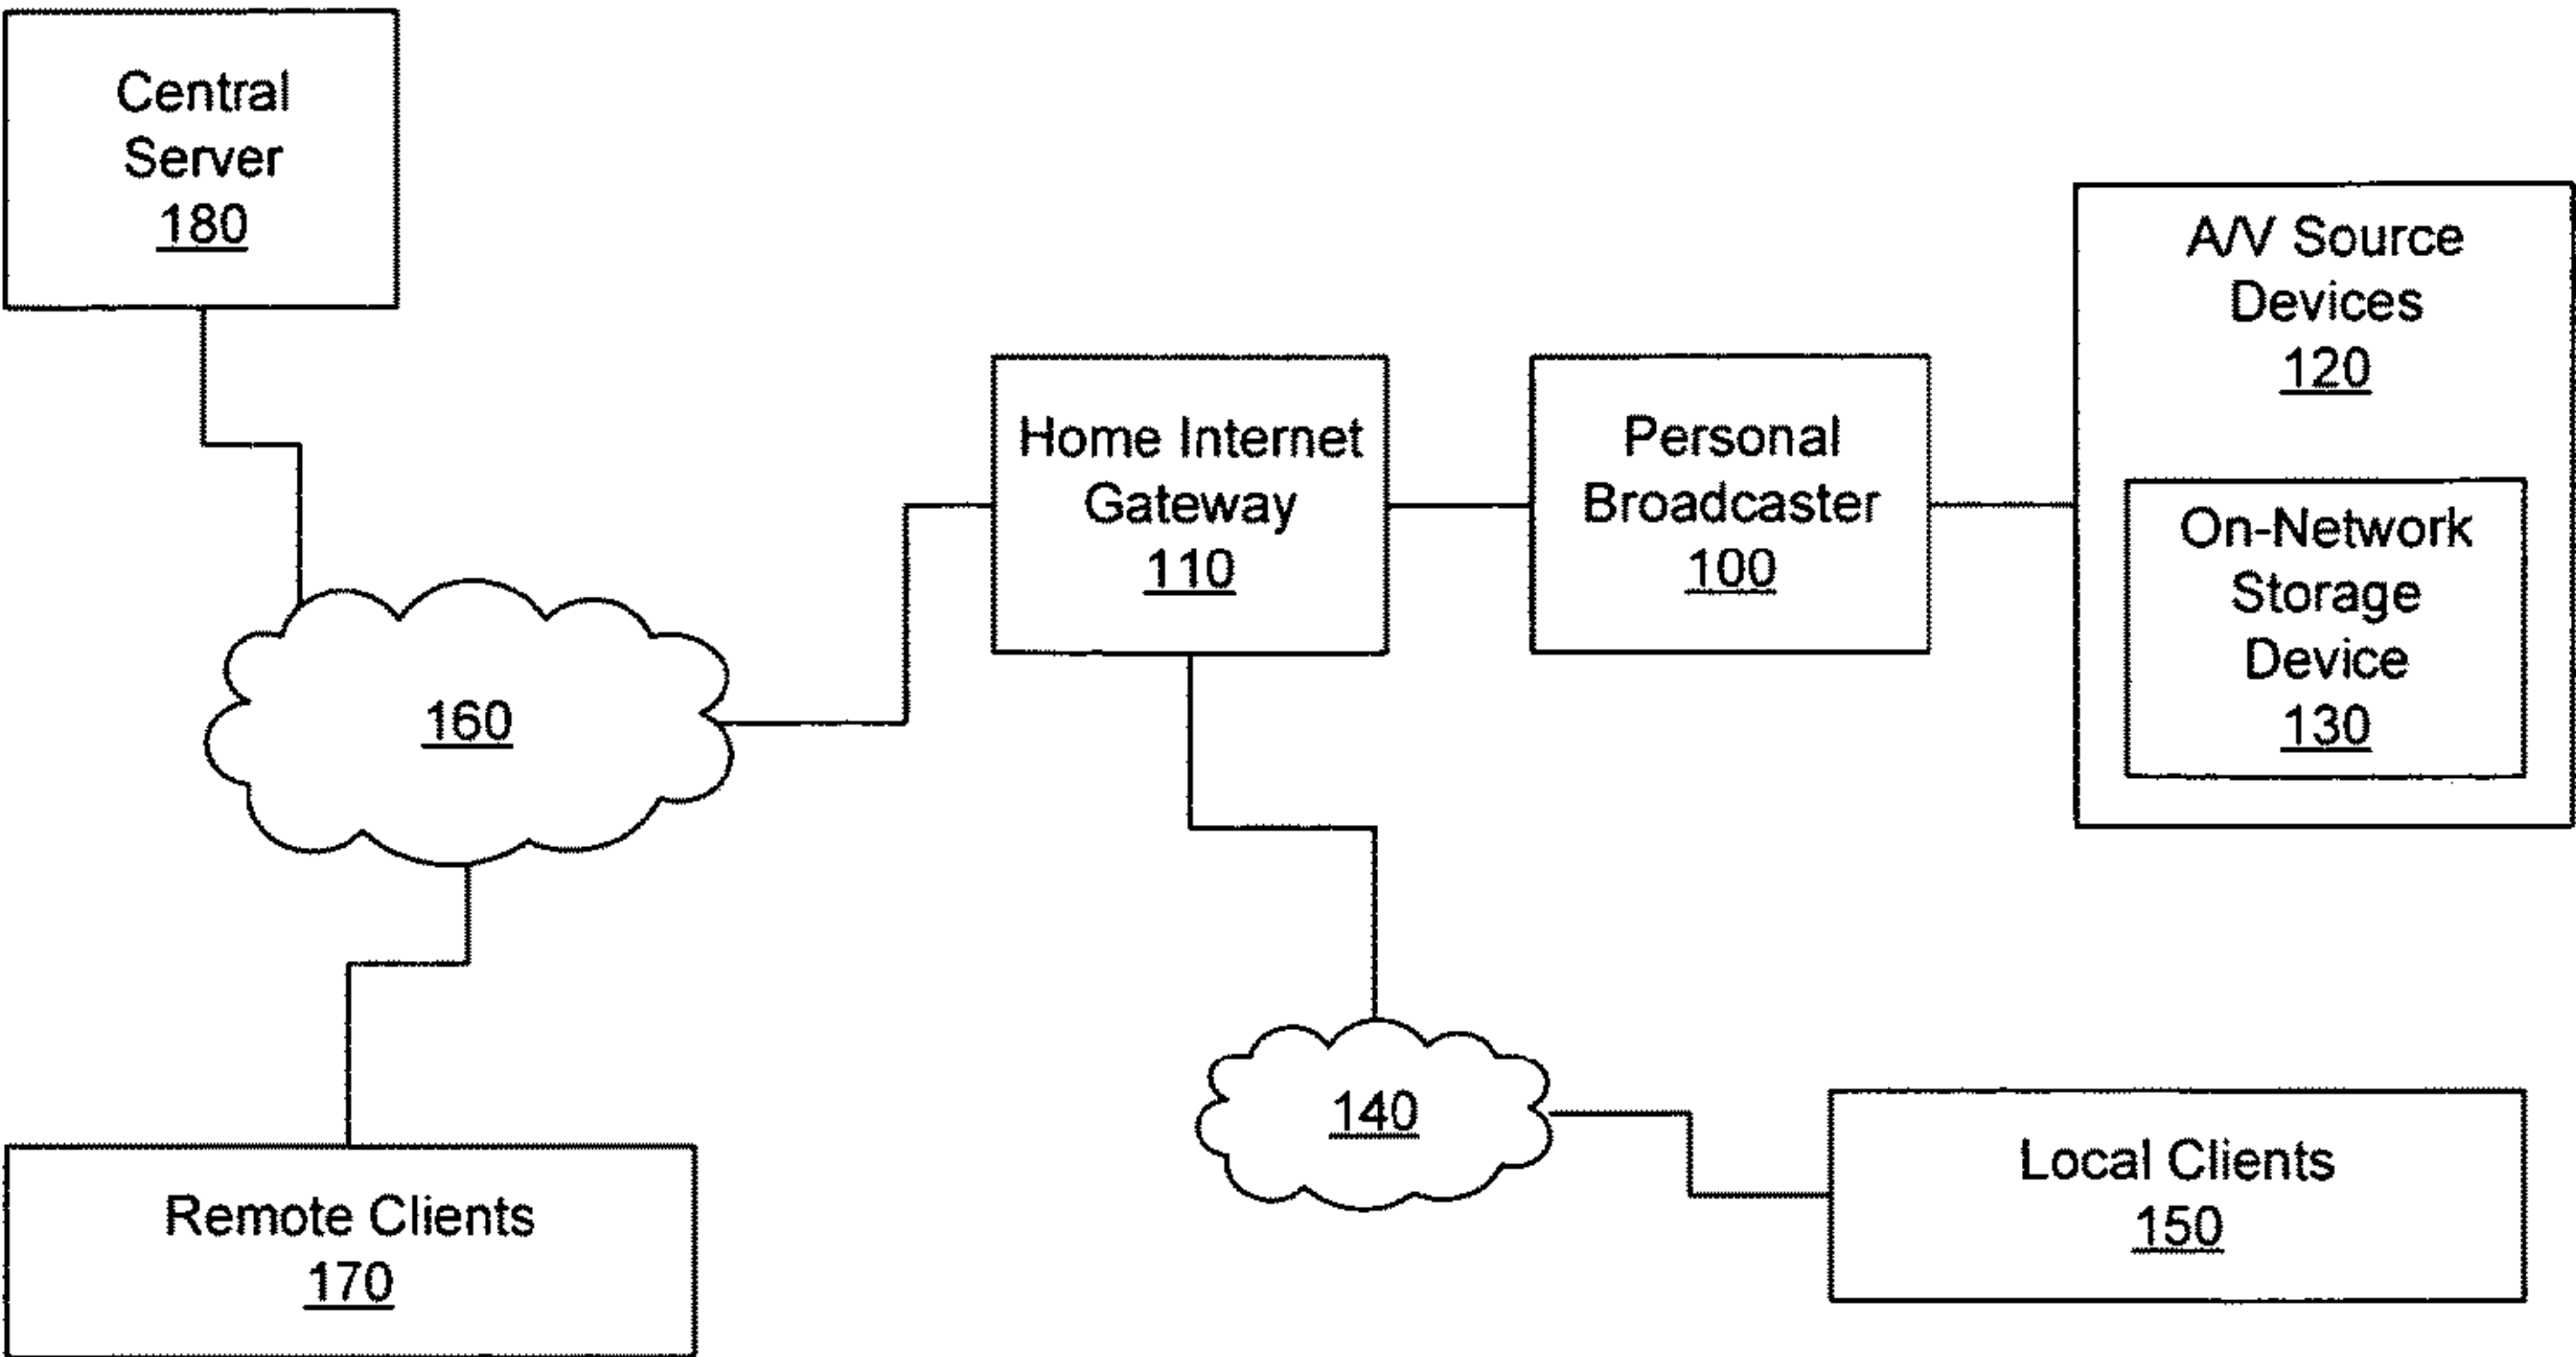 Central
Server
180
A/V Source
Devices
120
Home Internet
Gateway
110
Personal
Broadcaster
100
On-Network
Storage
Device
130
160
140
Local Clients
150
Remote Clients
170